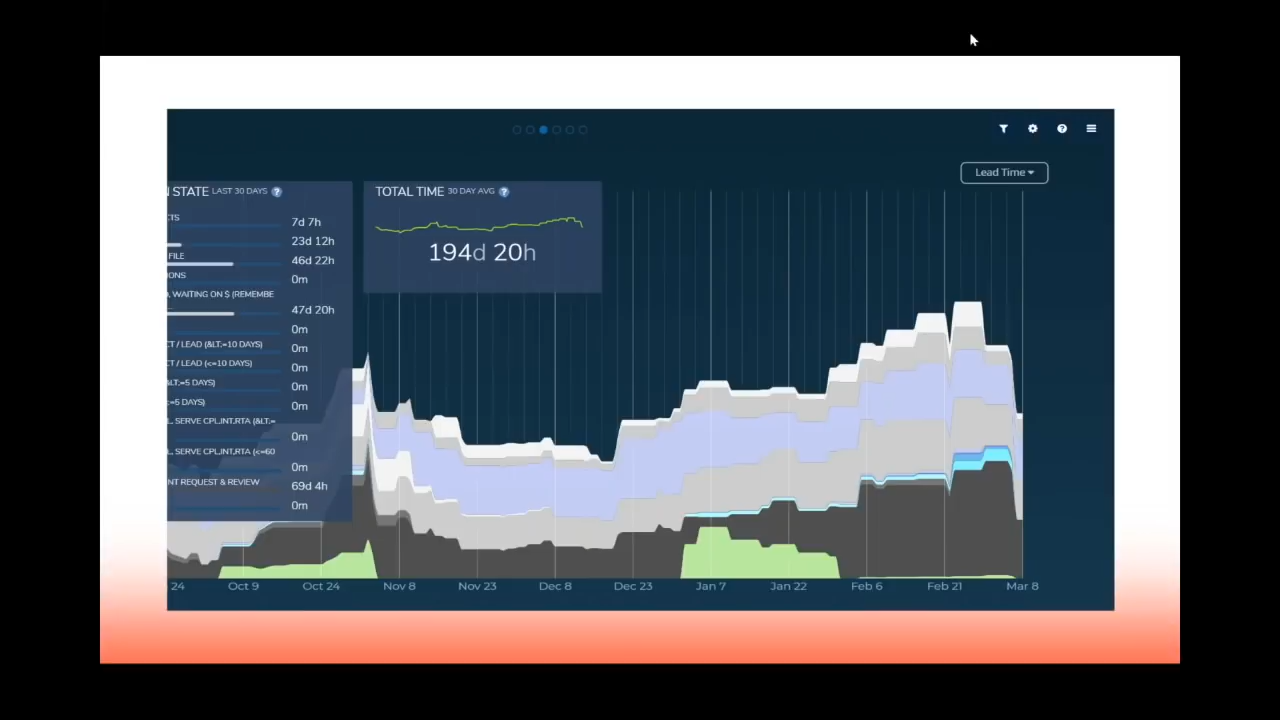 Lead Time
N STATE LAST 30 DAYS ?
TOTAL TIME 30 DAY AVG ?
194d 20h
CTS
7d 7h
23d 12h
FILE
46d 22h
IONS
0m
, WAITING ON $ (REMEMBE
47d 20h
0m
CT / LEAD (&LT;=10 DAYS)
0m
CT / LEAD (<=10 DAYS)
0m
&LT;=5 DAYS)
0m
=5 DAYS)
0m
L, SERVE CPL,INT,RTA (&LT;=
0m
L, SERVE CPL,INT,RTA (<=60
0m
NT REQUEST & REVIEW
69d 4h
0m
24 Oct 9 Oct 24 Nov 8 Nov 23 Dec 8 Dec 23 Jan 7 Jan 22 Feb 6 Feb 21 Mar 8